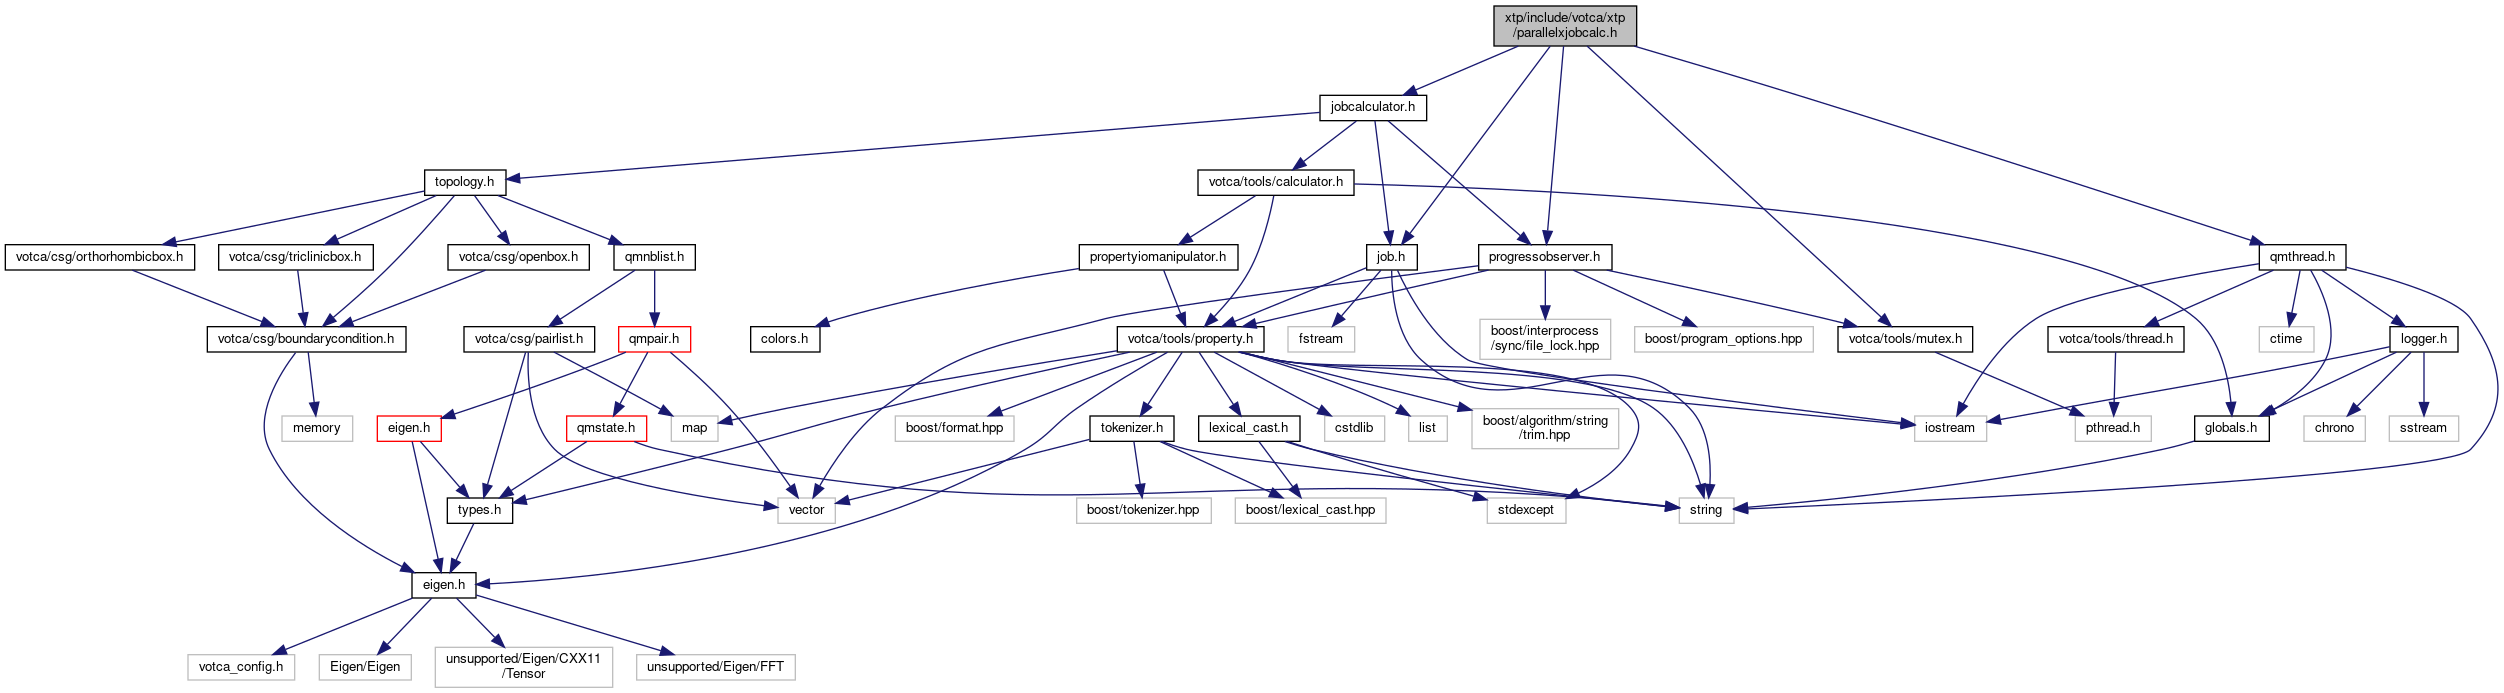 xtp/include/votca/xtp
/parallelxjobcalc.h
jobcalculator.h
topology.h
votca/tools/calculator.h
votca/csg/orthorhombicbox.h
votca/csg/triclinicbox.h
votca/csg/openbox.h
qmnblist.h
propertyiomanipulator.h
job.h
progressobserver.h
qmthread.h
votca/csg/boundarycondition.h
votca/csg/pairlist.h
qmpair.h
colors.h
votca/tools/property.h
fstream
boost/interprocess
/sync/file_lock.hpp
boost/program_options.hpp
votca/tools/mutex.h
votca/tools/thread.h
ctime
logger.h
memory
eigen.h
qmstate.h
map
boost/format.hpp
tokenizer.h
lexical_cast.h
cstdlib
list
boost/algorithm/string
/trim.hpp
iostream
pthread.h
globals.h
chrono
sstream
types.h
vector
boost/tokenizer.hpp
boost/lexical_cast.hpp
stdexcept
string
eigen.h
votca_config.h
Eigen/Eigen
unsupported/Eigen/CXX11
/Tensor
unsupported/Eigen/FFT